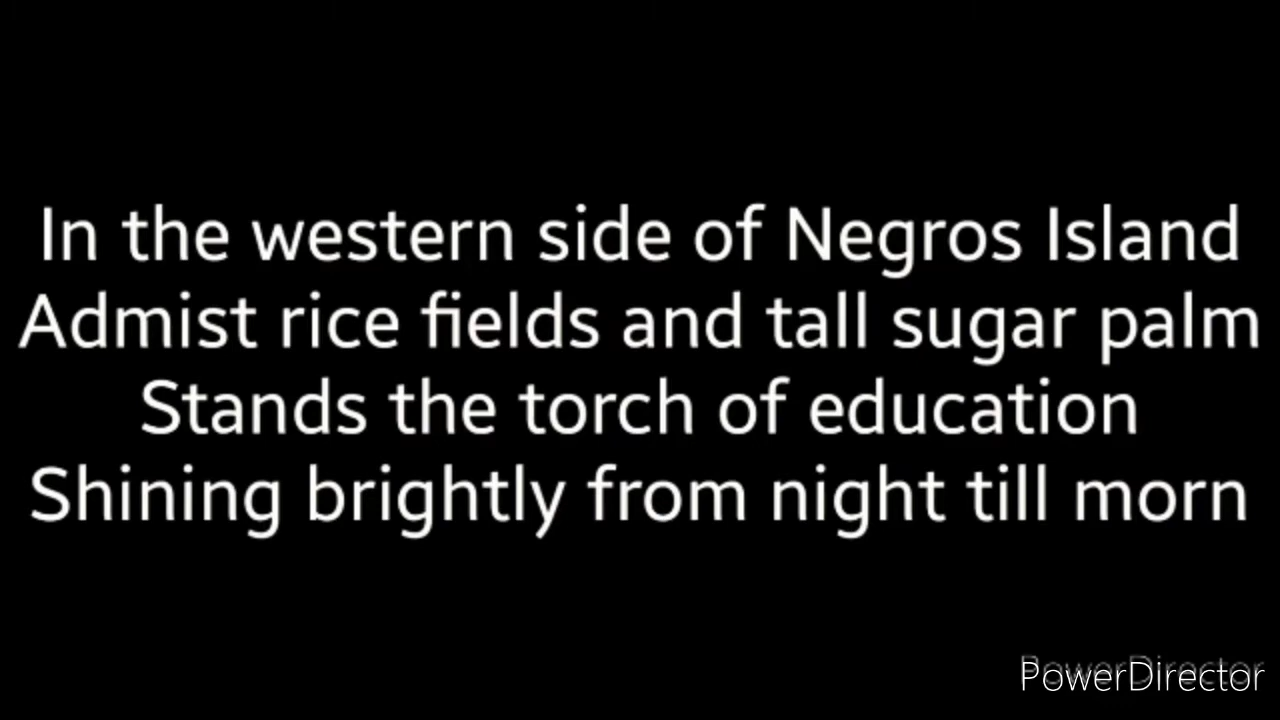 In the western side of Negros Island
Admist rice fields and tall sugar palm
Stands the torch of education
Shining brightly from night till morn
PowerDirector